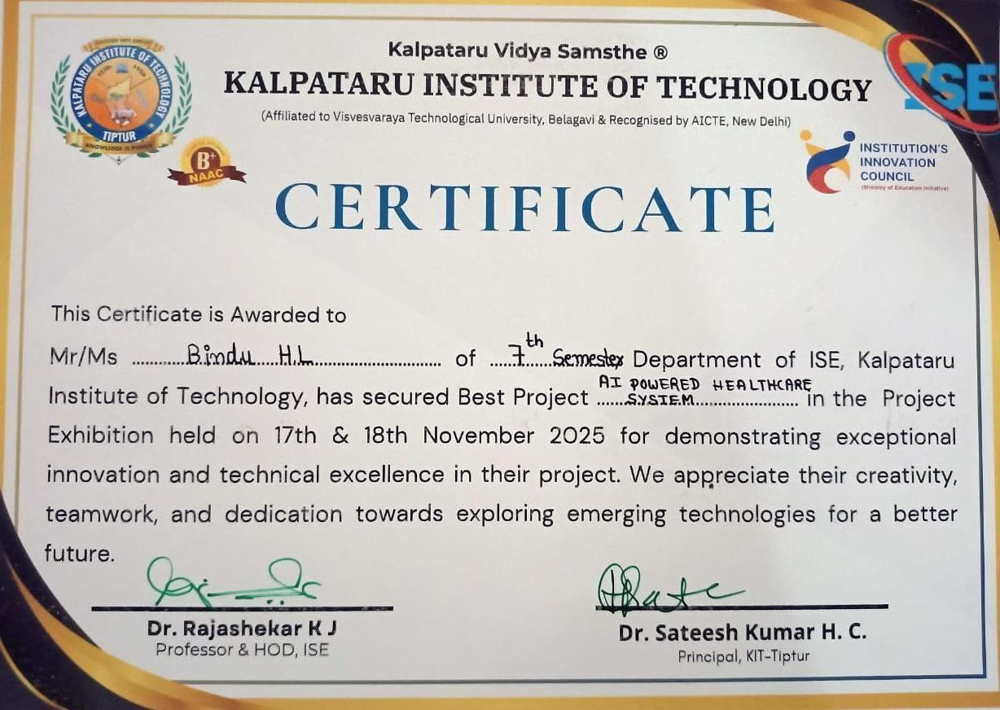 Kalpataru Vidya Samsthe ®
KALPATARU INSTITUTE OF TECHNOLOGY
(Affiliated to Visvesvaraya Technological University, Belagavi & Recognised by AICTE, New Delhi)
KALPATARU INSTITUTE OF TECHNOLOGY
TIPTUR
KNOWLEDGE IS POWER
B+
NAAC
ISE
INSTITUTION'S
INNOVATION
COUNCIL
(Ministry of Education Initiative)
CERTIFICATE
This Certificate is Awarded to
Mr/Ms ............Bindu.....H.L............................. of ......7th.....Semester Department of ISE, Kalpataru
Institute of Technology, has secured Best Project AI POWERED HEALTHCARE ......SYSTEM..................... in the Project
Exhibition held on 17th & 18th November 2025 for demonstrating exceptional
innovation and technical excellence in their project. We appreciate their creativity,
teamwork, and dedication towards exploring emerging technologies for a better
future.
Dr. Rajashekar K J
Professor & HOD, ISE
Dr. Sateesh Kumar H. C.
Principal, KIT-Tiptur